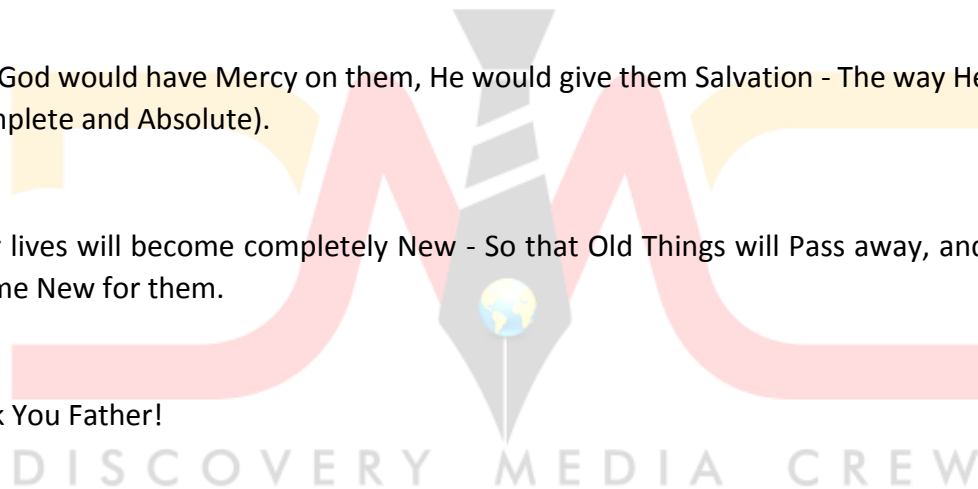 God would have Mercy on them, He would give them Salvation - The way He
mplete and Absolute).
lives will become completely New - So that Old Things will Pass away, and
me New for them.
You Father!
DISCOVERY MEDIA CREW